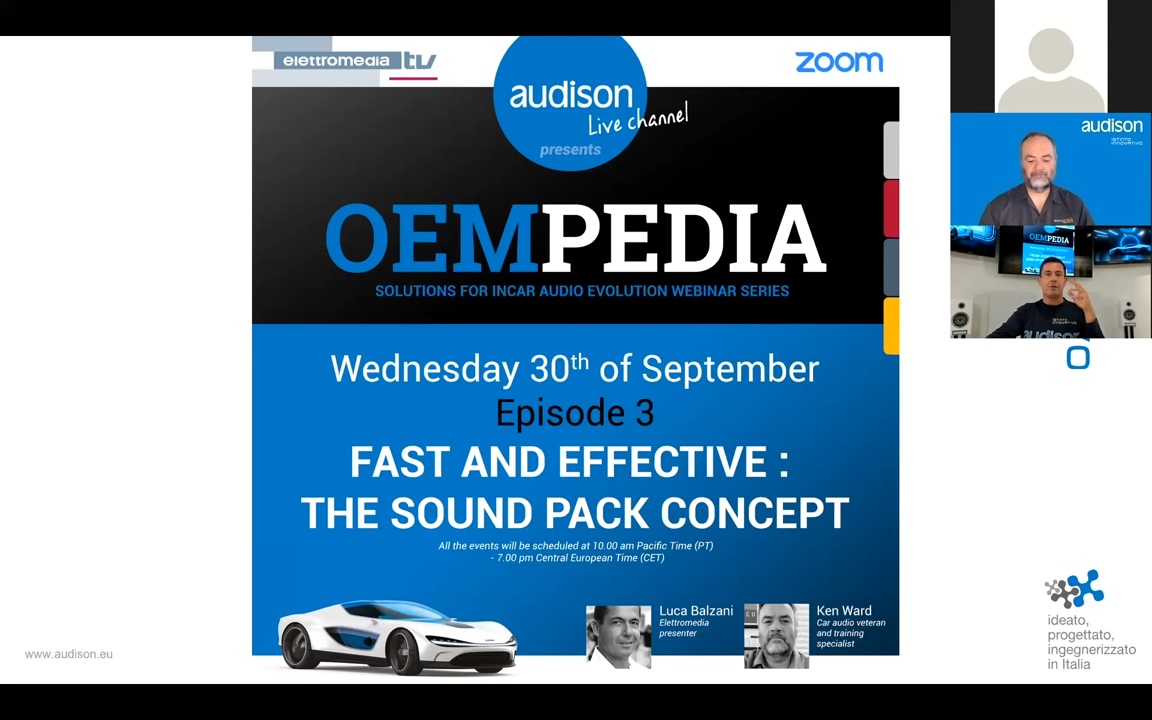 elettromedia tv
zoom
audison
Live channel
presents
OEMPEDIA
SOLUTIONS FOR INCAR AUDIO EVOLUTION WEBINAR SERIES
Wednesday 30th of September
Episode 3
FAST AND EFFECTIVE :
THE SOUND PACK CONCEPT
All the events will be scheduled at 10.00 am Pacific Time (PT)
- 7.00 pm Central European Time (CET)
Luca Balzani
Elettromedia
presenter
Ken Ward
Car audio veteran
and training
specialist
www.audison.eu
audison
ISTINTO
INNOVATIVO
OEMPEDIA
audison
ideato,
progettato,
ingegnerizzato
in Italia